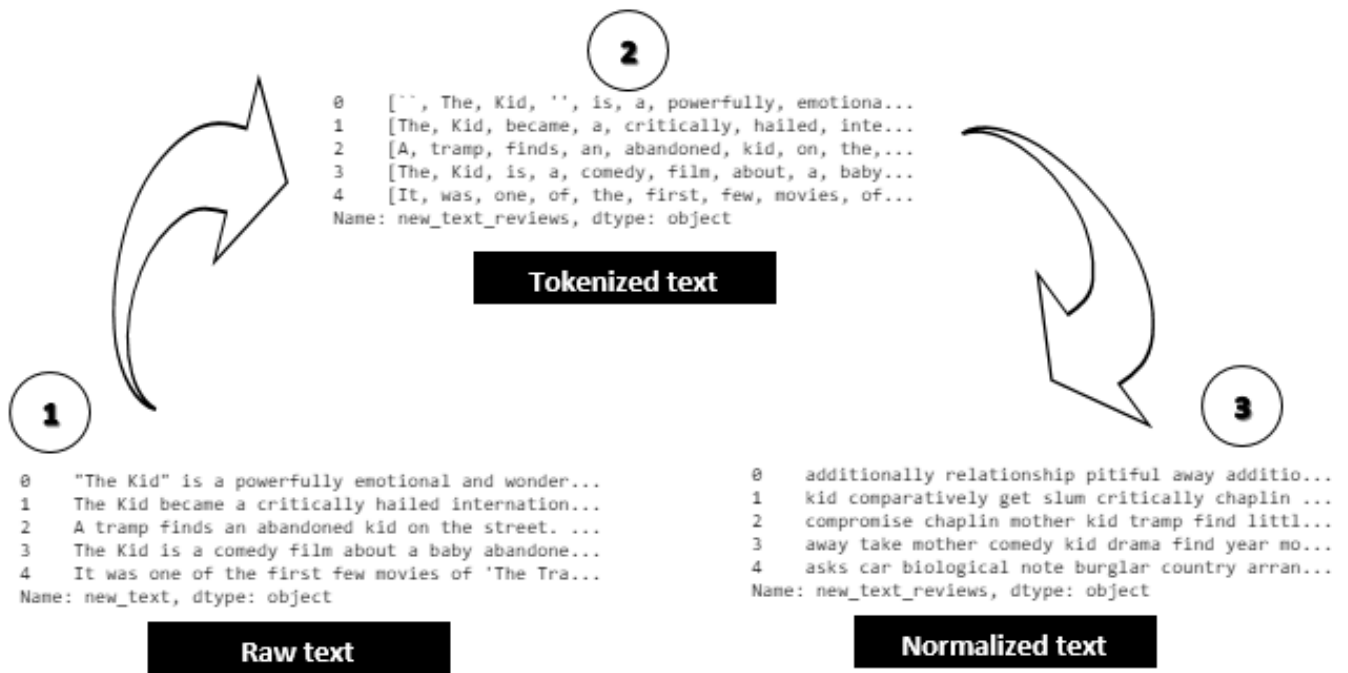 2
0 [``, The, Kid, '', is, a, powerfully, emotiona...
1 [The, Kid, became, a, critically, hailed, inte...
2 [A, tramp, finds, an, abandoned, kid, on, the,...
3 [The, Kid, is, a, comedy, film, about, a, baby...
4 [It, was, one, of, the, first, few, movies, of...
Name: new_text_reviews, dtype: object
Tokenized text
1
0 "The Kid" is a powerfully emotional and wonder...
1 The Kid became a critically hailed internation...
2 A tramp finds an abandoned kid on the street. ...
3 The Kid is a comedy film about a baby abandone...
4 It was one of the first few movies of 'The Tra...
Name: new_text, dtype: object
Raw text
3
0 additionally relationship pitiful away additio...
1 kid comparatively get slum critically chaplin ...
2 compromise chaplin mother kid tramp find littl...
3 away take mother comedy kid drama find year mo...
4 asks car biological note burglar country arran...
Name: new_text_reviews, dtype: object
Normalized text